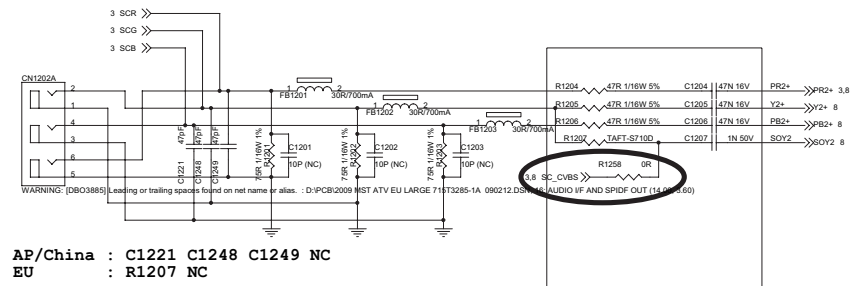 3 SCR
3 SCG
3 SCB
CN1202A
2
1
4
3
6
5
1 2
FB1201 30R/700mA
1 2
FB1202 30R/700mA
1 2
FB1203 30R/700mA
R1204 47R 1/16W 5% C1204 47N 16V PR2+ PR2+ 3,8
R1205 47R 1/16W 5% C1205 47N 16V Y2+ Y2+ 8
R1206 47R 1/16W 5% C1206 47N 16V PB2+ PB2+ 8
R1207 TAFT-S710D C1207 1N 50V SOY2 SOY2 8
47pF
47pF
47pF
C1221
C1248
C1249
75R 1/16W 1%
R1201
C1201
10P (NC)
75R 1/16W 1%
C1202
10P (NC)
75R 1/16W 1%
C1203
10P (NC)
R1258 0R
3,8 SC_CVBS
WARNING: [DBO3885] Leading or trailing spaces found on net name or alias. : D:\PCB\2009 MST ATV EU LARGE 715T3285-1A 090212.DSN, 16: AUDIO I/F AND SPIDF OUT
AP/China : C1221 C1248 C1249 NC
EU : R1207 NC